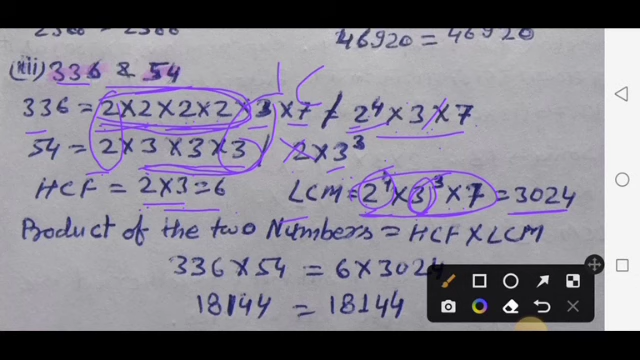 46920 = 46920
(iii) 336 & 54
336 = 2×2×2×2×3×7 / 2⁴×3×7
54 = 2×3×3×3 / 2×3³
HCF = 2×3=6 LCM= 2⁴×3³×7=3024
Product of the two Numbers = HCF×LCM
336×54 = 6×3024
18144 = 18144